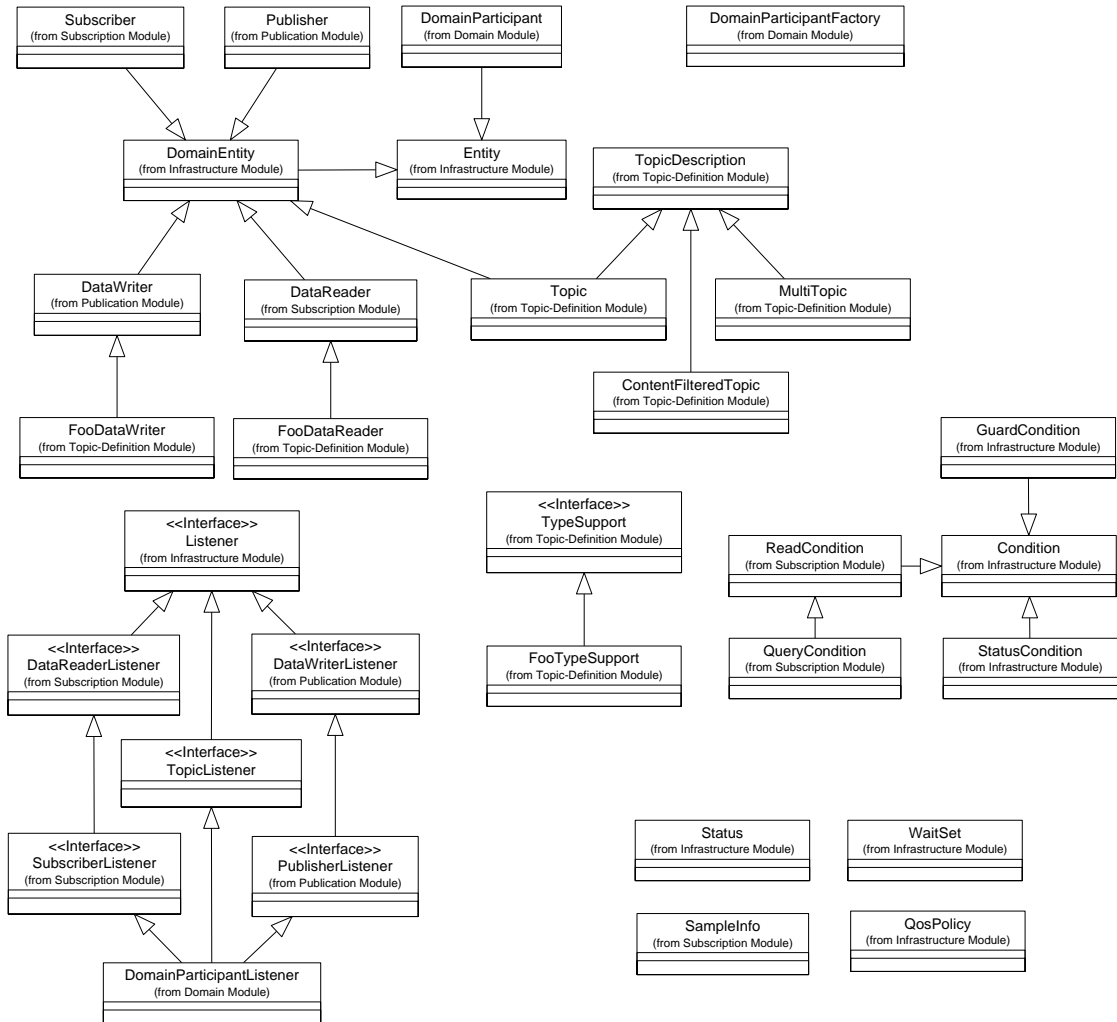 Subscriber
(from Subscription Module)
Publisher
(from Publication Module)
DomainParticipant
(from Domain Module)
DomainParticipantFactory
(from Domain Module)
DomainEntity
(from Infrastructure Module)
Entity
(from Infrastructure Module)
TopicDescription
(from Topic-Definition Module)
DataWriter
(from Publication Module)
DataReader
(from Subscription Module)
Topic
(from Topic-Definition Module)
MultiTopic
(from Topic-Definition Module)
ContentFilteredTopic
(from Topic-Definition Module)
FooDataWriter
(from Topic-Definition Module)
FooDataReader
(from Topic-Definition Module)
GuardCondition
(from Infrastructure Module)
<<Interface>>
Listener
(from Infrastructure Module)
<<Interface>>
TypeSupport
(from Topic-Definition Module)
ReadCondition
(from Subscription Module)
Condition
(from Infrastructure Module)
<<Interface>>
DataReaderListener
(from Subscription Module)
<<Interface>>
DataWriterListener
(from Publication Module)
FooTypeSupport
(from Topic-Definition Module)
QueryCondition
(from Subscription Module)
StatusCondition
(from Infrastructure Module)
<<Interface>>
TopicListener
<<Interface>>
SubscriberListener
(from Subscription Module)
<<Interface>>
PublisherListener
(from Publication Module)
Status
(from Infrastructure Module)
WaitSet
(from Infrastructure Module)
SampleInfo
(from Subscription Module)
QosPolicy
(from Infrastructure Module)
DomainParticipantListener
(from Domain Module)